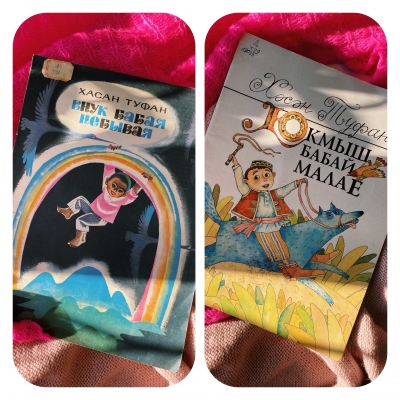 ХАСАН ТУФАН
ВНУК БАБАЯ
НЕБЫВАЯ
Хәсән Туфан
ЮКМЫШ
БАБАЙ
МАЛАЕ